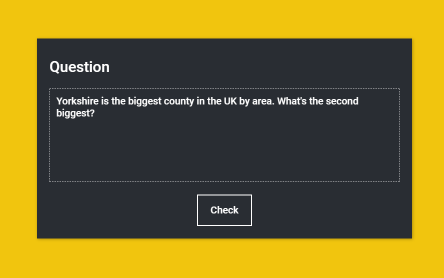 Question
Yorkshire is the biggest county in the UK by area. What's the second
biggest?
Check